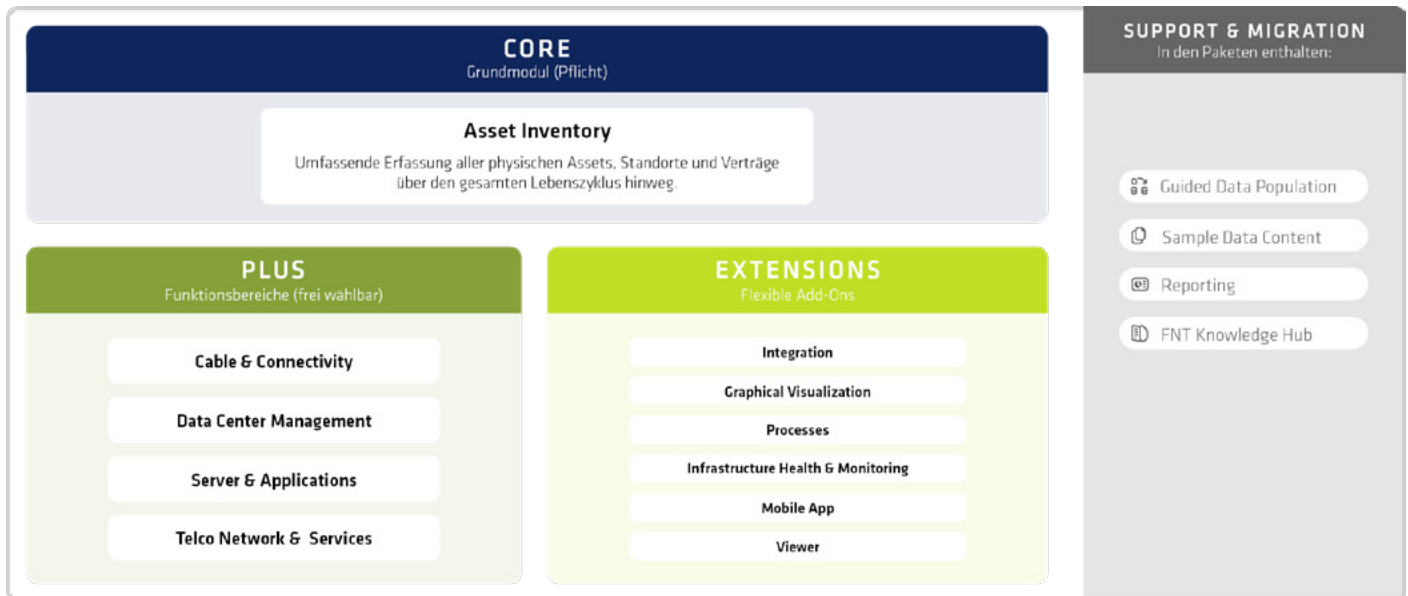 CORE
Grundmodul (Pflicht)
Asset Inventory
Umfassende Erfassung aller physischen Assets, Standorte und Verträge
über den gesamten Lebenszyklus hinweg.
PLUS
Funktionsbereiche (frei wählbar)
Cable & Connectivity
Data Center Management
Server & Applications
Telco Network & Services
EXTENSIONS
Flexible Add-Ons
Integration
Graphical Visualization
Processes
Infrastructure Health & Monitoring
Mobile App
Viewer
SUPPORT & MIGRATION
In den Paketen enthalten:
Guided Data Population
Sample Data Content
Reporting
FNT Knowledge Hub